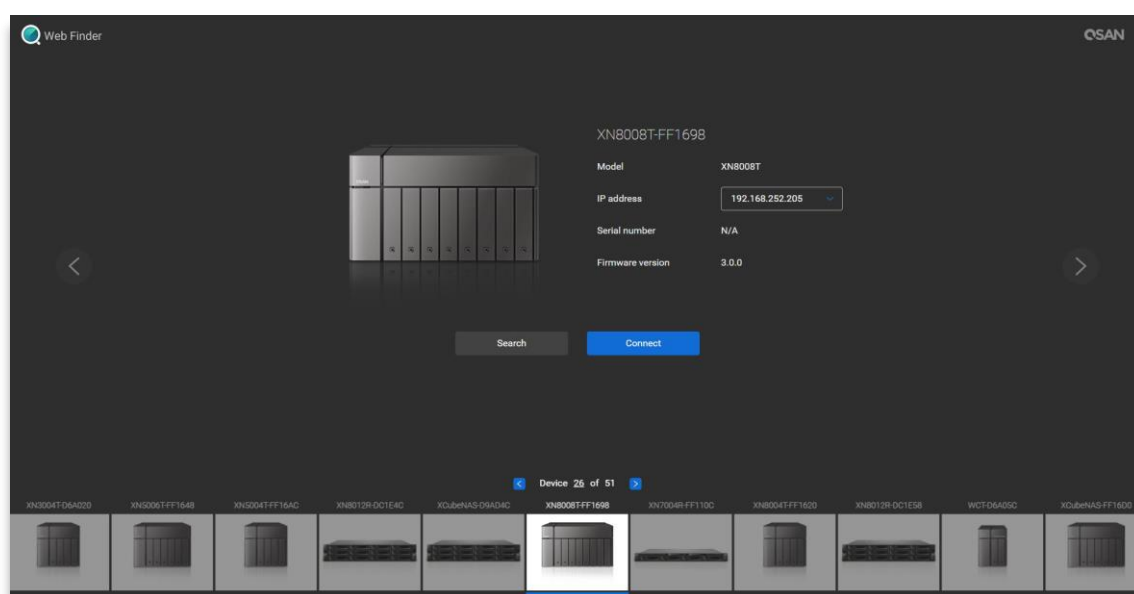 Web Finder
QSAN
XN8008T-FF1698
Model XN8008T
IP address 192.168.252.205
Serial number N/A
Firmware version 3.0.0
Search Connect
Device 26 of 51
XN3004T-D6A020 XN5006T-FF1648 XN5004T-FF16AC XN8012R-DC1E4C XCubeNAS-D9AD4C XN8008T-FF1698 XN7004R-FF110C XN8004T-FF1620 XN8012R-DC1E58 WCT-D6A05C XCubeNAS-FF16D0